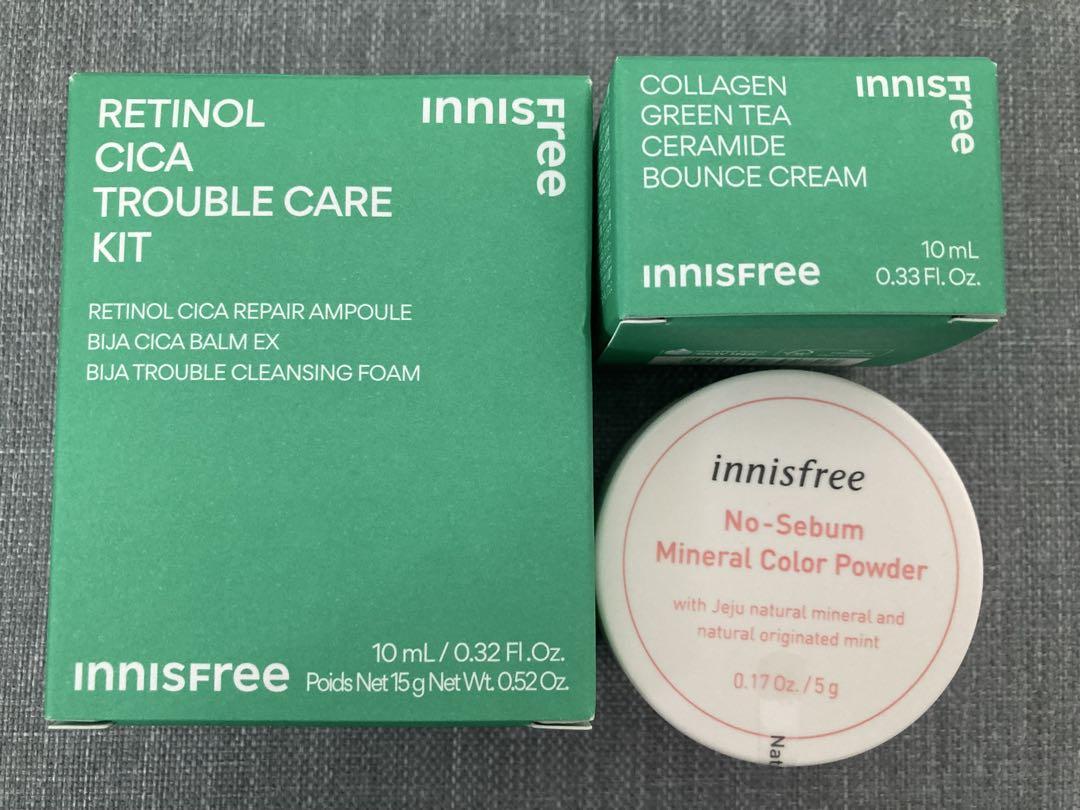 RETINOL
CICA
TROUBLE CARE
KIT
innisfree
RETINOL CICA REPAIR AMPOULE
BIJA CICA BALM EX
BIJA TROUBLE CLEANSING FOAM
innisfree
10 mL / 0.32 Fl.Oz.
Poids Net 15 g Net Wt. 0.52 Oz.
COLLAGEN
GREEN TEA
CERAMIDE
BOUNCE CREAM
innisfree
innisfree
10 mL
0.33 Fl. Oz.
innisfree
No-Sebum
Mineral Color Powder
with Jeju natural mineral and
natural originated mint
0.17 Oz. / 5 g
Nat